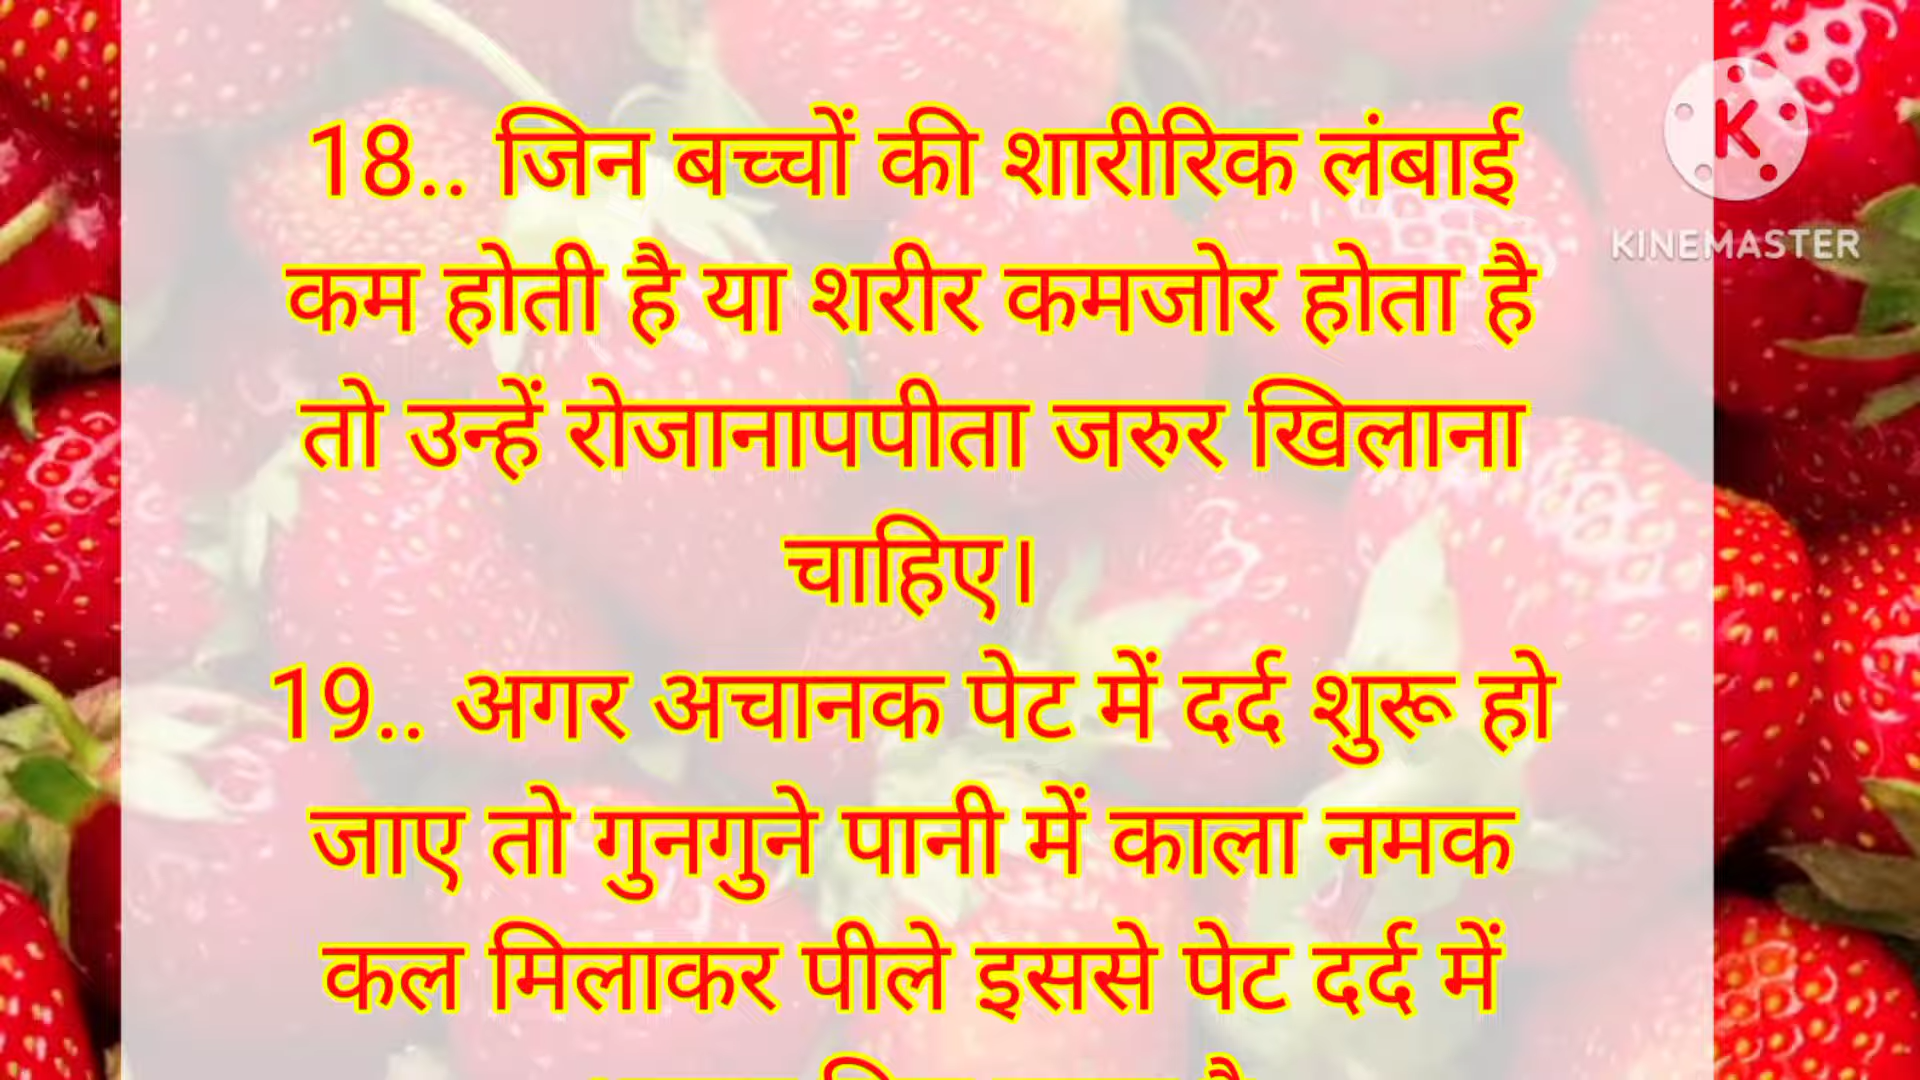 18.. जिन बच्चों की शारीरिक लंबाई
कम होती है या शरीर कमजोर होता है
तो उन्हें रोजानापपीता जरुर खिलाना
चाहिए।
19.. अगर अचानक पेट में दर्द शुरू हो
जाए तो गुनगुने पानी में काला नमक
कल मिलाकर पीले इससे पेट दर्द में
K
KINEMASTER